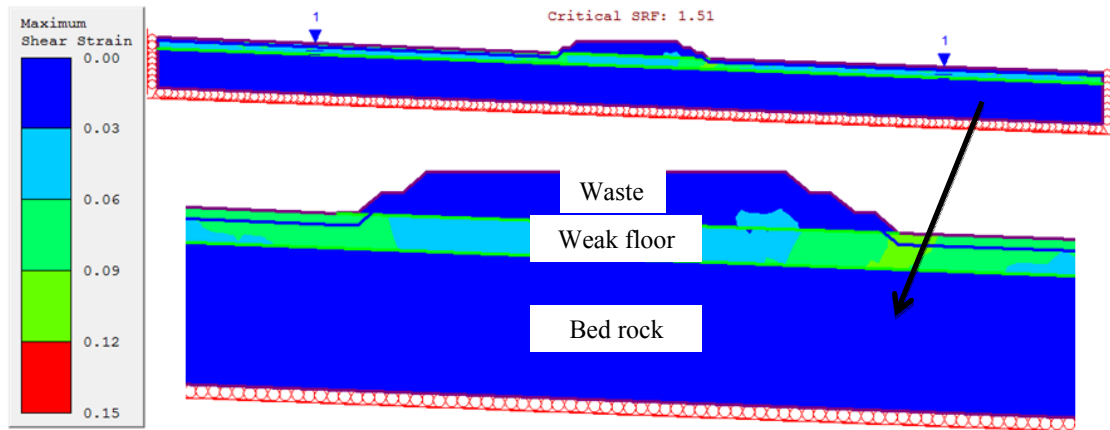 Maximum
Shear Strain
0.00
0.03
0.06
0.09
0.12
0.15
Critical SRF: 1.51
1
1
Waste
Weak floor
Bed rock